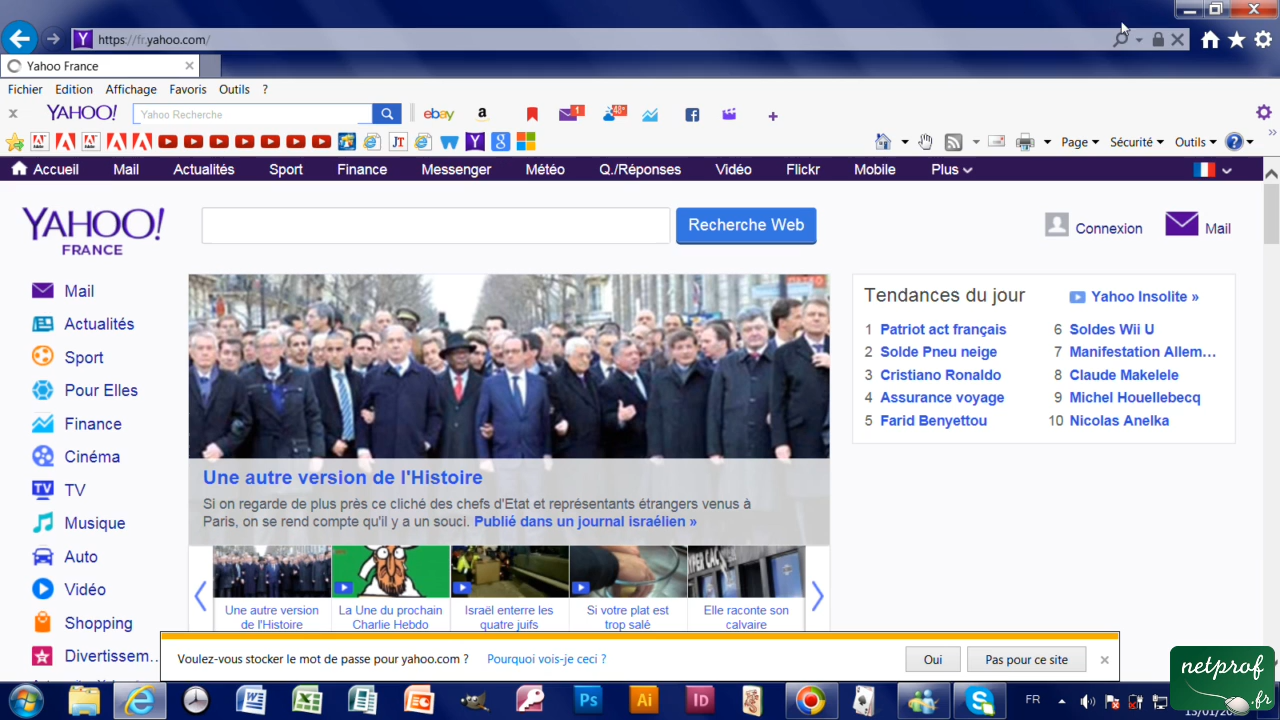 https://fr.yahoo.com/
Yahoo France
Fichier Edition Affichage Favoris Outils ?
YAHOO! Yahoo Recherche ebay a 1 48°
JT Page Sécurité Outils
Accueil Mail Actualités Sport Finance Messenger Météo Q./Réponses Vidéo Flickr Mobile Plus
YAHOO!
FRANCE
Recherche Web
Connexion Mail
Mail
Actualités
Sport
Pour Elles
Finance
Cinéma
TV TV
Musique
Auto
Vidéo
Shopping
Divertissem...
Une autre version de l'Histoire
Si on regarde de plus près ce cliché des chefs d'Etat et représentants étrangers venus à
Paris, on se rend compte qu'il y a un souci. Publié dans un journal israélien »
Une autre version
de l'Histoire
La Une du prochain
Charlie Hebdo
Israël enterre les
quatre juifs
Si votre plat est
trop salé
Elle raconte son
calvaire
Tendances du jour Yahoo Insolite »
1 Patriot act français
2 Solde Pneu neige
3 Cristiano Ronaldo
4 Assurance voyage
5 Farid Benyettou
6 Soldes Wii U
7 Manifestation Allem...
8 Claude Makelele
9 Michel Houellebecq
10 Nicolas Anelka
Voulez-vous stocker le mot de passe pour yahoo.com ? Pourquoi vois-je ceci ? Oui Pas pour ce site
Ps Ai Id FR
netprof
.fr